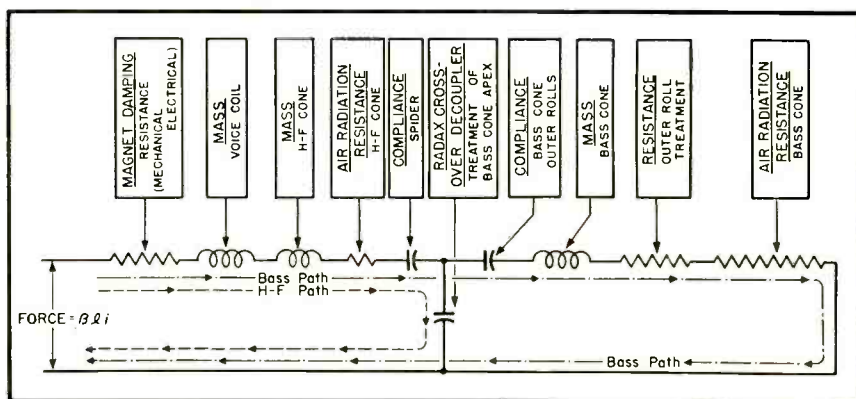 MAGNET DAMPING
RESISTANCE
(MECHANICAL
ELECTRICAL)
MASS
VOICE COIL
MASS
H-F CONE
AIR RADIATION
RESISTANCE
H-F CONE
COMPLIANCE
SPIDER
RADAX CROSS-
OVER DECOUPLER
TREATMENT OF
BASS CONE APEX
COMPLIANCE
BASS CONE
OUTER ROLLS
MASS
BASS CONE
RESISTANCE
OUTER ROLL
TREATMENT
AIR RADIATION
RESISTANCE
BASS CONE
Bass Path
H-F Path
FORCE = βℓi
Bass Path